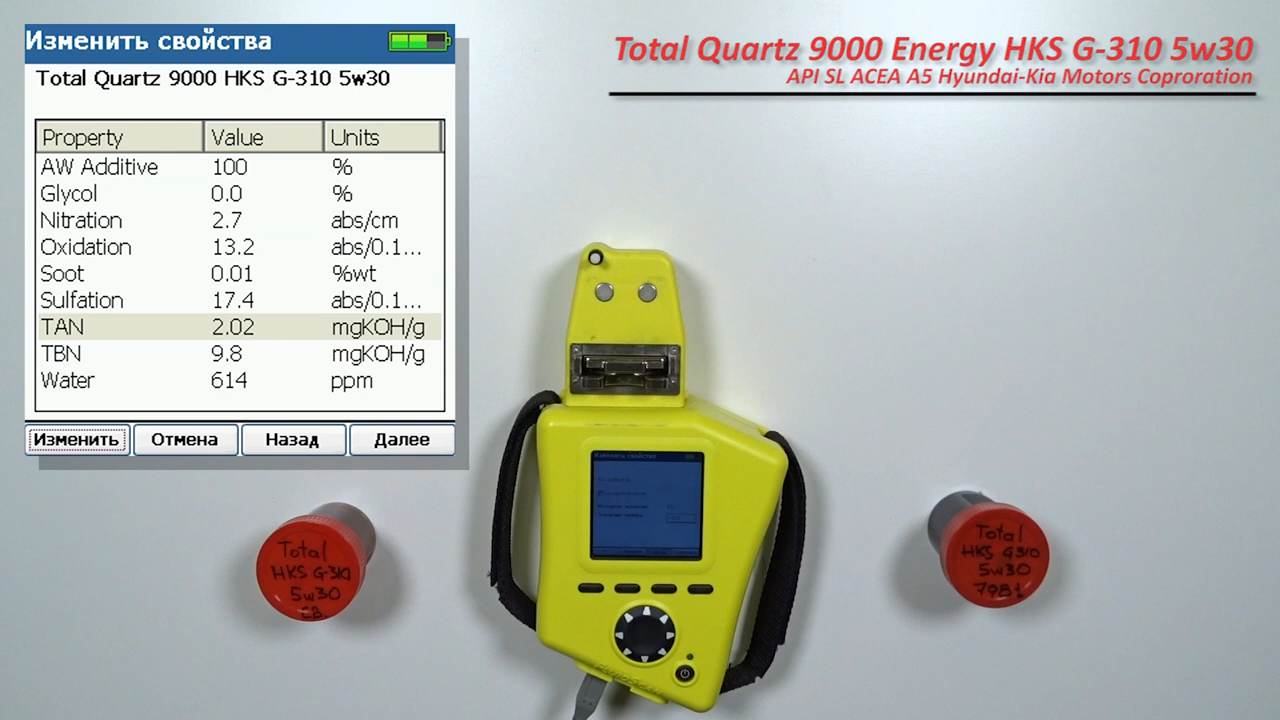 Изменить свойства
Total Quartz 9000 HKS G-310 5w30
Property Value Units
AW Additive 100 %
Glycol 0.0 %
Nitration 2.7 abs/cm
Oxidation 13.2 abs/0.1...
Soot 0.01 %wt
Sulfation 17.4 abs/0.1...
TAN 2.02 mgKOH/g
TBN 9.8 mgKOH/g
Water 614 ppm
Изменить Отмена Назад Далее
Total Quartz 9000 Energy HKS G-310 5w30
API SL ACEA A5 Hyundai-Kia Motors Coproration
Изменить свойства
Total
HKS G-310
5w30
СВ.
Total
HKS G310
5w30
7981